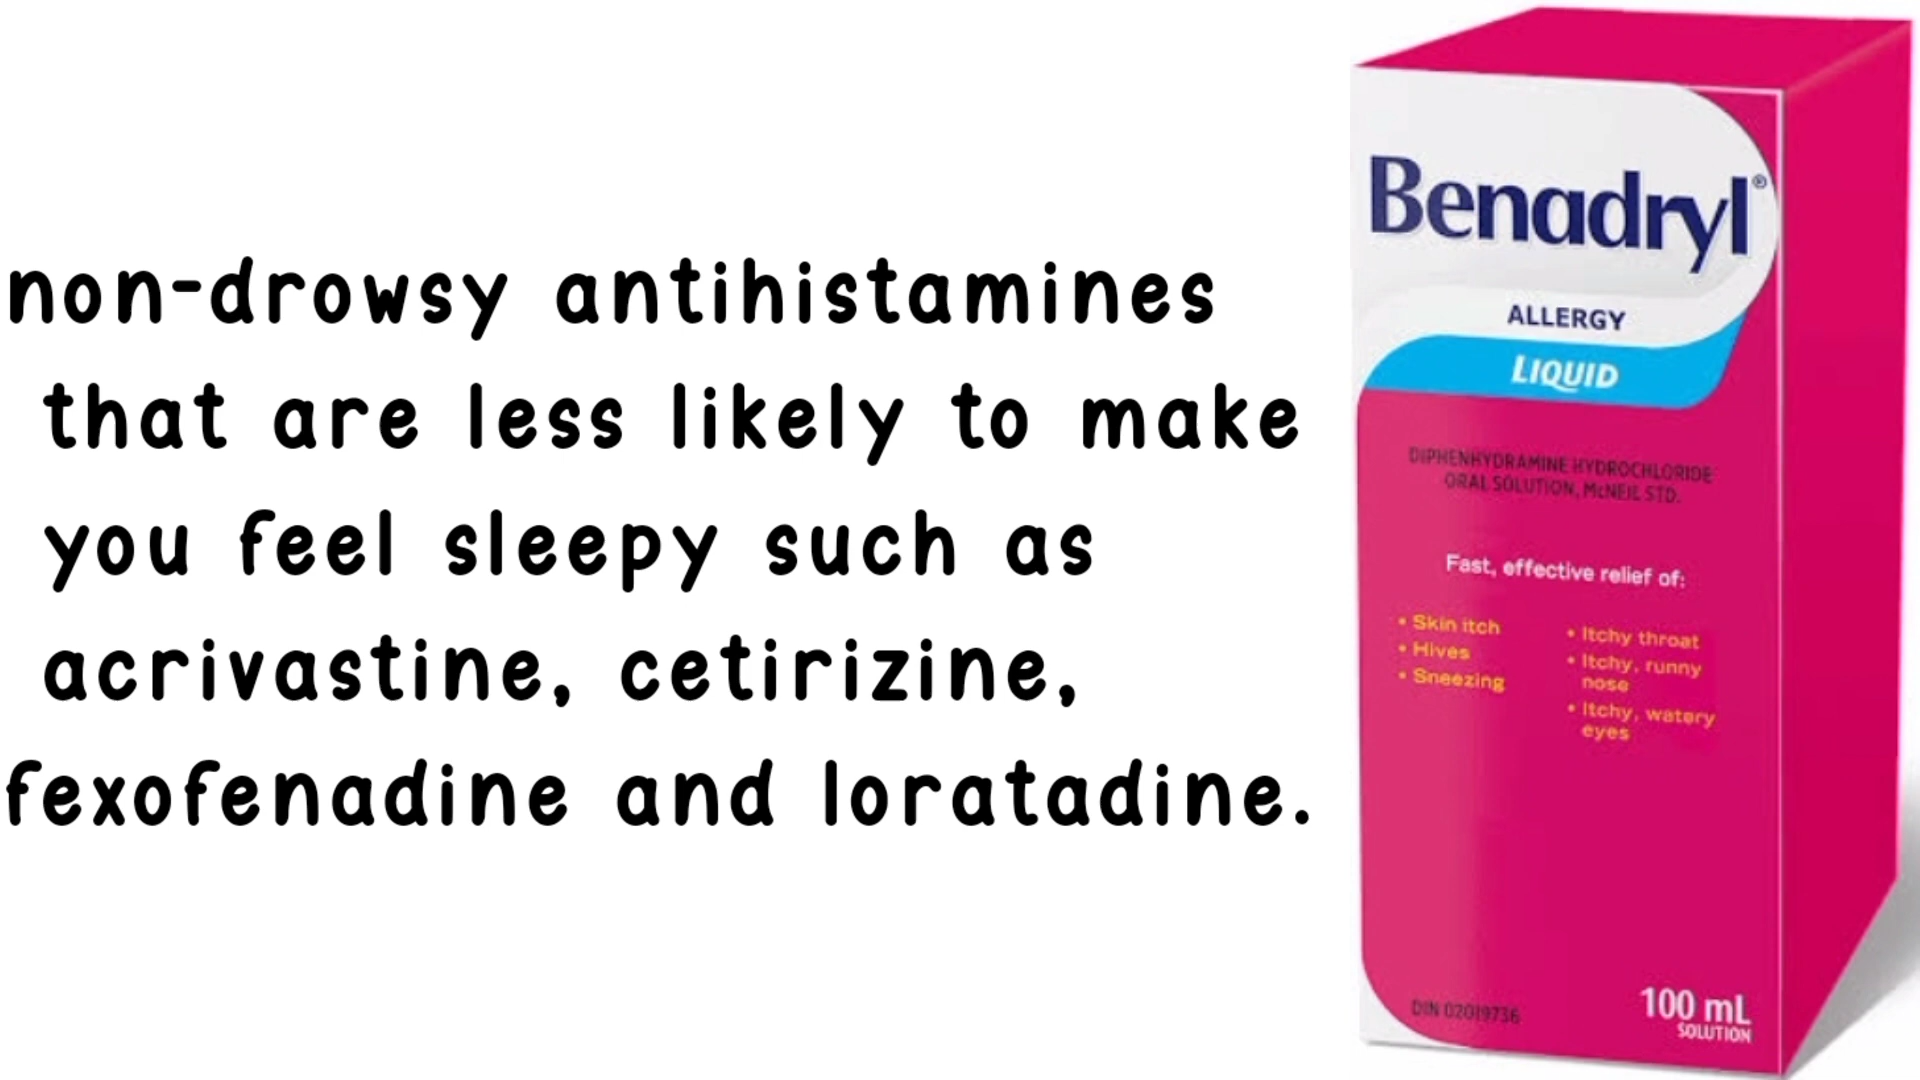 non-drowsy antihistamines
that are less likely to make
you feel sleepy such as
acrivastine, cetirizine,
fexofenadine and loratadine.
Benadryl®
ALLERGY
LIQUID
DIPHENHYDRAMINE HYDROCHLORIDE
ORAL SOLUTION, McNEIL STD.
Fast, effective relief of:
• Skin itch
• Hives
• Sneezing
• Itchy throat
• Itchy, runny
nose
• Itchy, watery
eyes
DIN 02019736
100 mL
SOLUTION